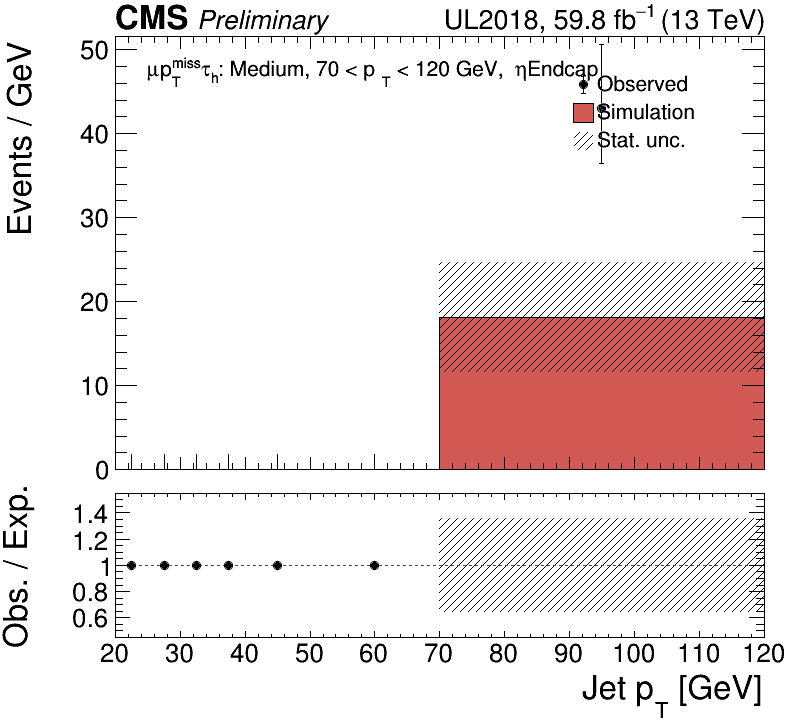 CMS Preliminary UL2018, 59.8 fb⁻¹ (13 TeV)
Events / GeV
50
40
30
20
10
0
μp_T^miss τ_h: Medium, 70 < p_T < 120 GeV, ηEndcap
Observed
Simulation
Stat. unc.
Obs. / Exp.
1.4
1.2
1
0.8
0.6
20 30 40 50 60 70 80 90 100 110 120
Jet p_T [GeV]